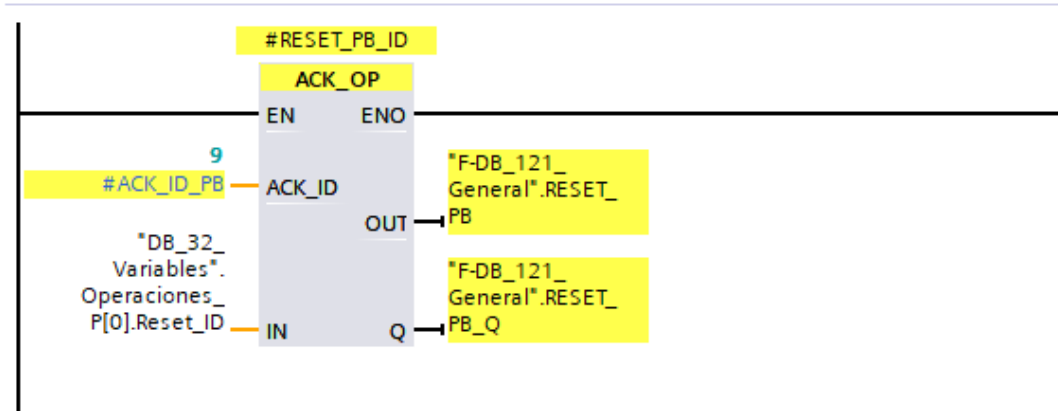 #RESET_PB_ID
ACK_OP
EN ENO
9
#ACK_ID_PB
ACK_ID
"F-DB_121_
General".RESET_
PB
OUT
"DB_32_
Variables".
Operaciones_
P[0].Reset_ID
IN
Q
"F-DB_121_
General".RESET_
PB_Q